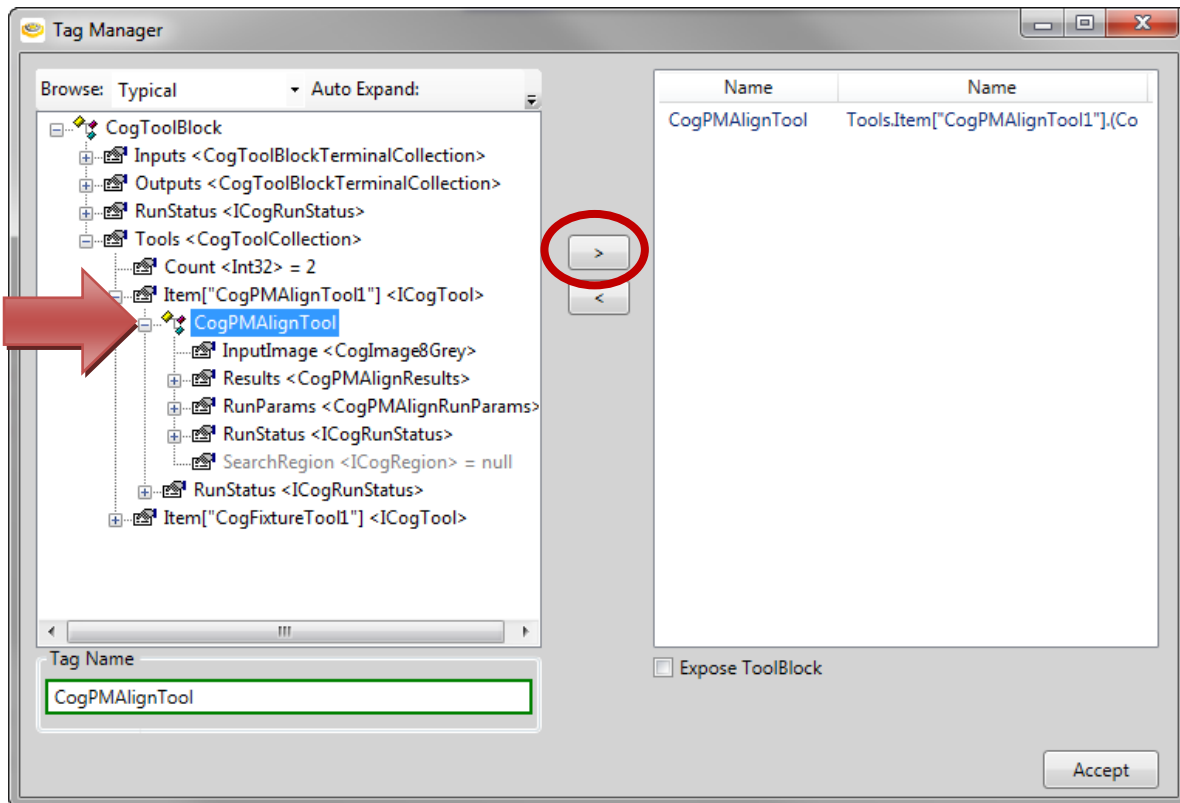 Tag Manager
Browse: Typical Auto Expand:
CogToolBlock
Inputs <CogToolBlockTerminalCollection>
Outputs <CogToolBlockTerminalCollection>
RunStatus <ICogRunStatus>
Tools <CogToolCollection>
Count <Int32> = 2
Item["CogPMAlignTool1"] <ICogTool>
CogPMAlignTool
InputImage <CogImage8Grey>
Results <CogPMAlignResults>
RunParams <CogPMAlignRunParams>
RunStatus <ICogRunStatus>
SearchRegion <ICogRegion> = null
RunStatus <ICogRunStatus>
Item["CogFixtureTool1"] <ICogTool>
Tag Name
CogPMAlignTool
>
<
Name Name
CogPMAlignTool Tools.Item["CogPMAlignTool1"].(Co
Expose ToolBlock
Accept